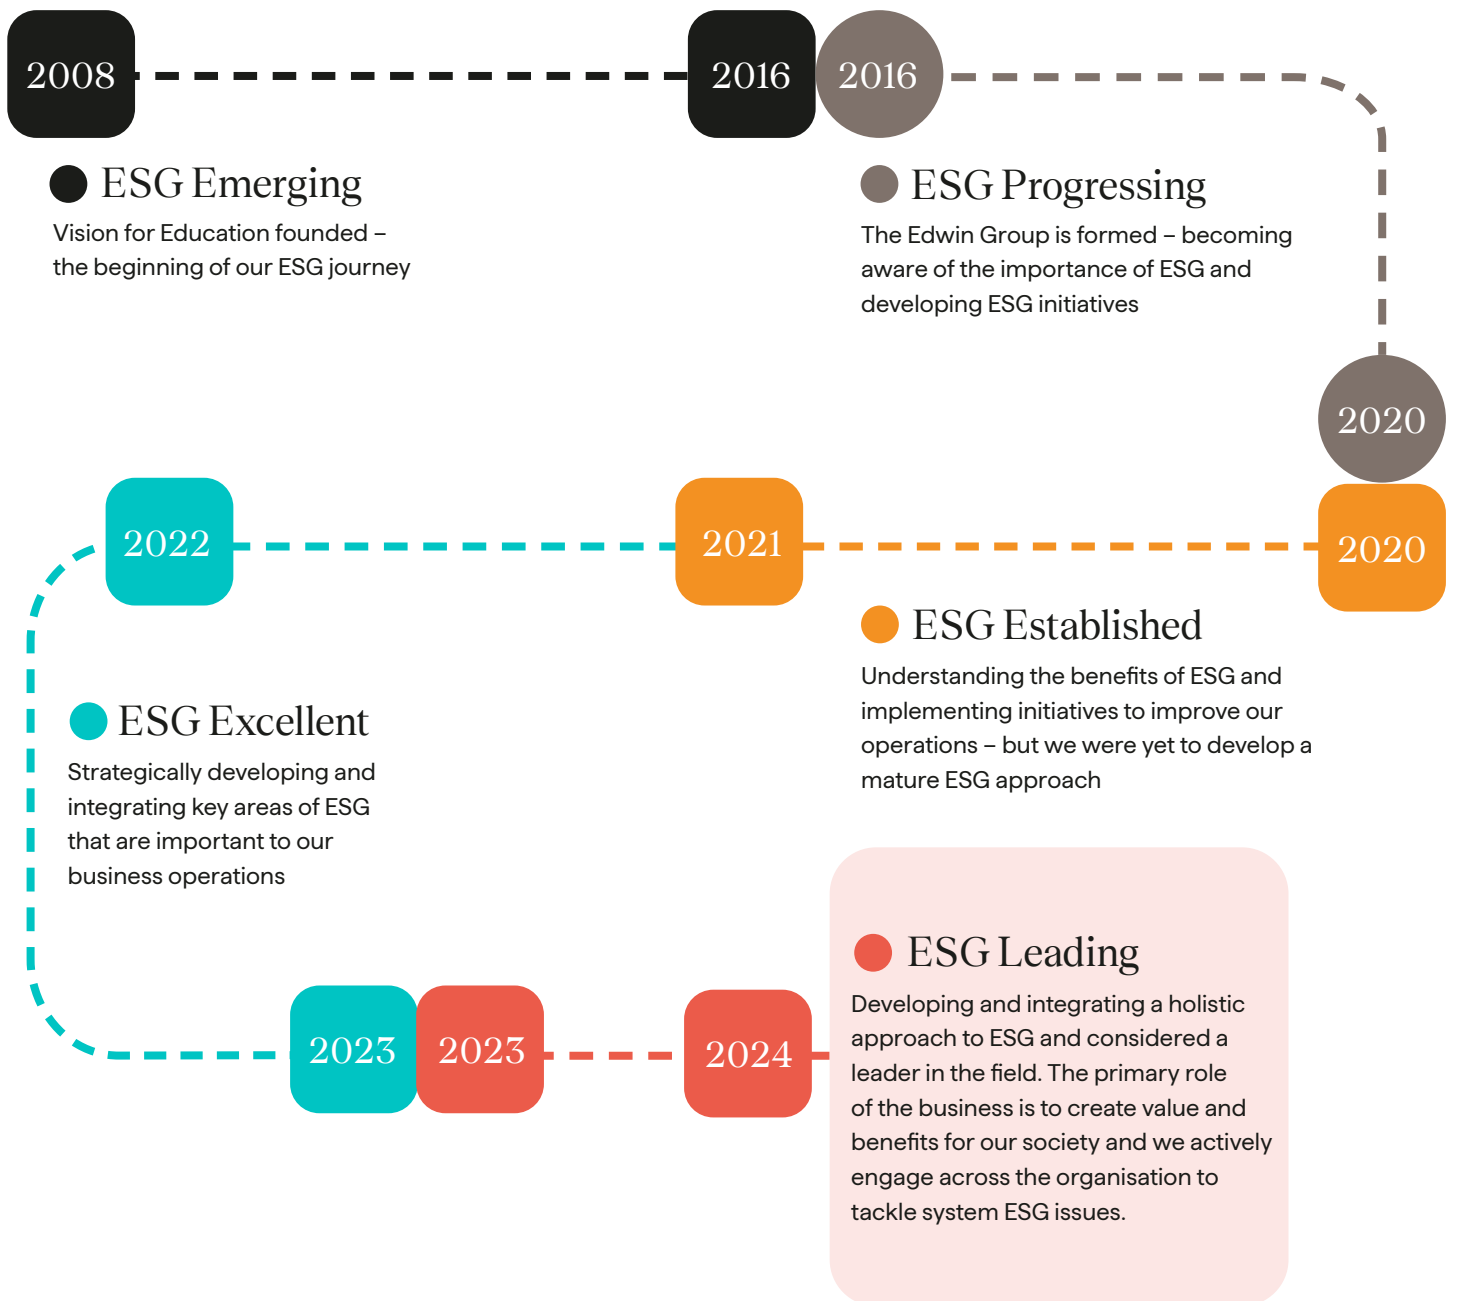 2008
2016
2016
ESG Emerging
Vision for Education founded –
the beginning of our ESG journey
ESG Progressing
The Edwin Group is formed – becoming
aware of the importance of ESG and
developing ESG initiatives
2020
2020
2021
2022
ESG Established
Understanding the benefits of ESG and
implementing initiatives to improve our
operations – but we were yet to develop a
mature ESG approach
ESG Excellent
Strategically developing and
integrating key areas of ESG
that are important to our
business operations
2023
2023
2024
ESG Leading
Developing and integrating a holistic
approach to ESG and considered a
leader in the field. The primary role
of the business is to create value and
benefits for our society and we actively
engage across the organisation to
tackle system ESG issues.